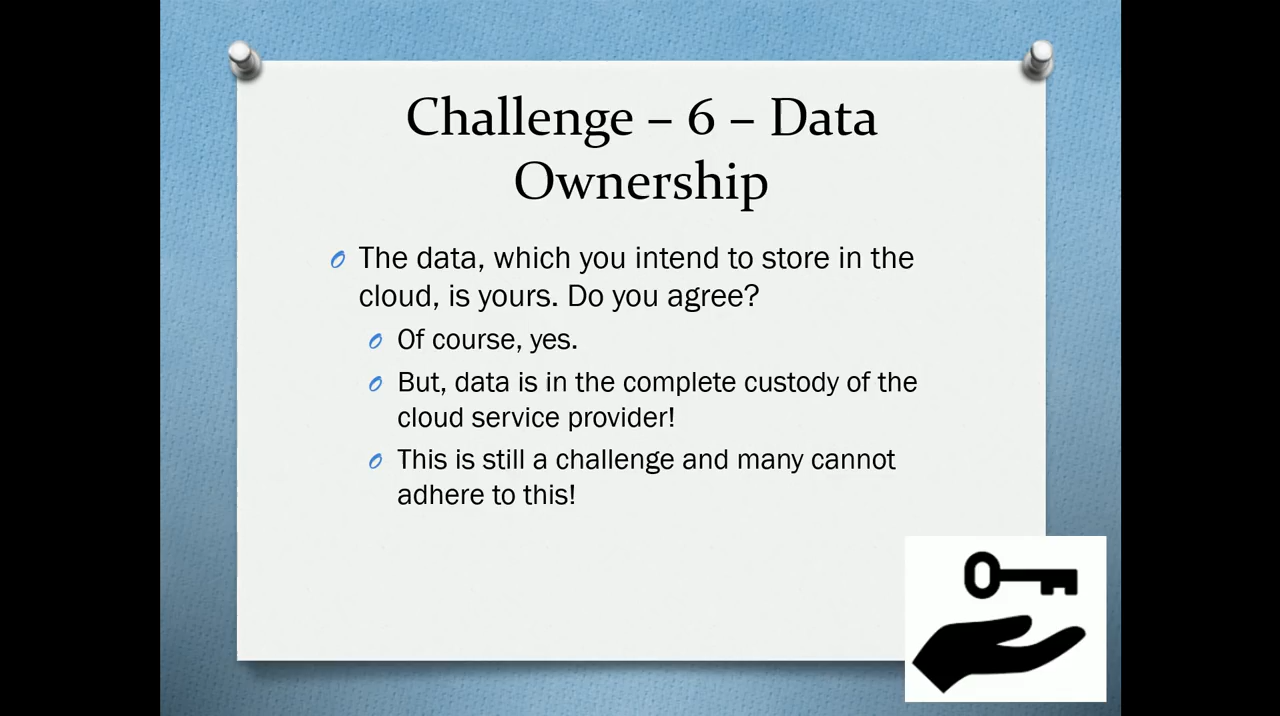 Challenge – 6 – Data
Ownership
The data, which you intend to store in the
cloud, is yours. Do you agree?
Of course, yes.
But, data is in the complete custody of the
cloud service provider!
This is still a challenge and many cannot
adhere to this!